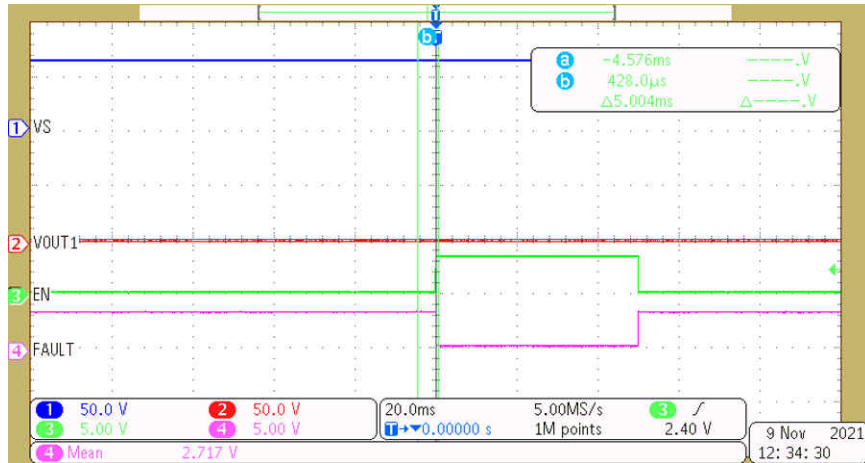 T
b T
a −4.576ms ----.V
b 428.0µs ----.V
△5.004ms △----.V
1 VS
2 VOUT1
3 EN
4 FAULT
1 50.0 V 2 50.0 V 20.0ms 5.00MS/s 3 ∫
3 5.00 V 4 5.00 V T→▼0.00000 s 1M points 2.40 V
4 Mean 2.717 V
9 Nov 2021
12:34:30